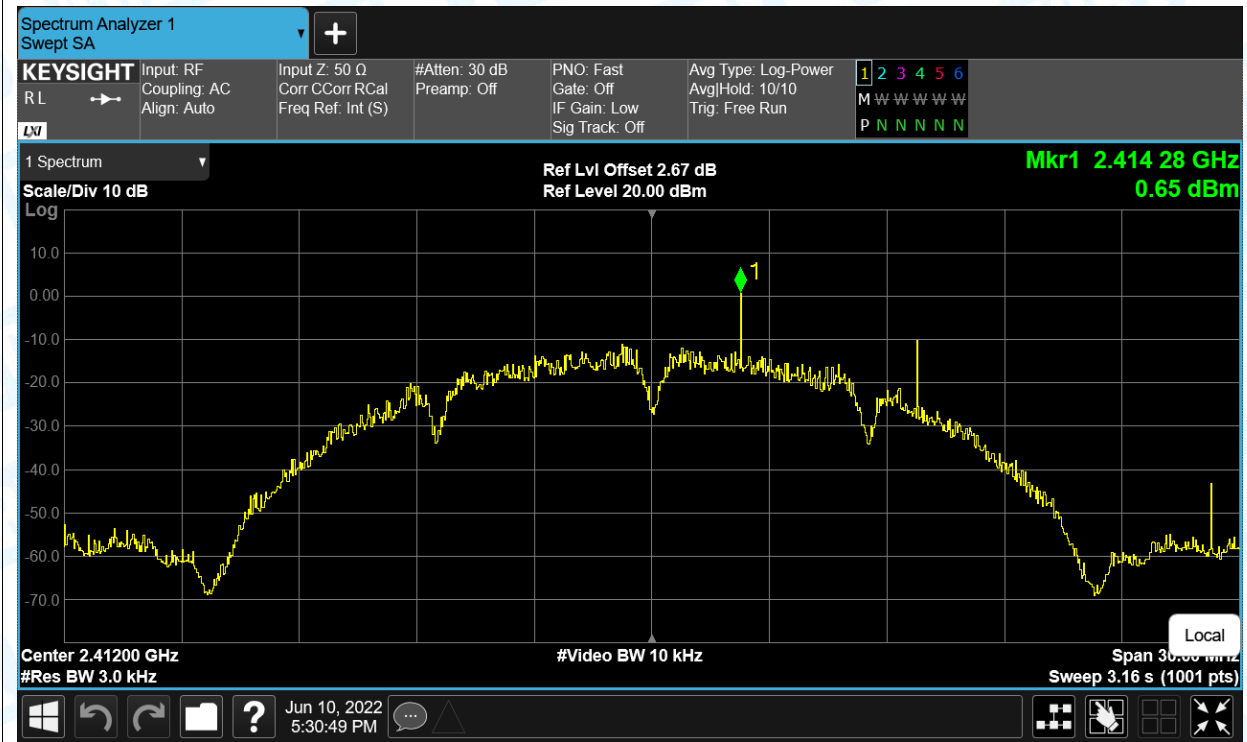 Spectrum Analyzer 1
Swept SA
KEYSIGHT
R L
LXI
Input: RF
Coupling: AC
Align: Auto
Input Z: 50 Ω
Corr CCorr RCal
Freq Ref: Int (S)
#Atten: 30 dB
Preamp: Off
PNO: Fast
Gate: Off
IF Gain: Low
Sig Track: Off
Avg Type: Log-Power
Avg|Hold: 10/10
Trig: Free Run
1 2 3 4 5 6
M W W W W W
P N N N N N
1 Spectrum
Scale/Div 10 dB
Ref Lvl Offset 2.67 dB
Ref Level 20.00 dBm
Mkr1 2.414 28 GHz
0.65 dBm
Log
10.0
0.00
-10.0
-20.0
-30.0
-40.0
-50.0
-60.0
-70.0
1
Local
Center 2.41200 GHz
#Video BW 10 kHz
Span 30.00 MHz
#Res BW 3.0 kHz
Sweep 3.16 s (1001 pts)
?
Jun 10, 2022
5:30:49 PM